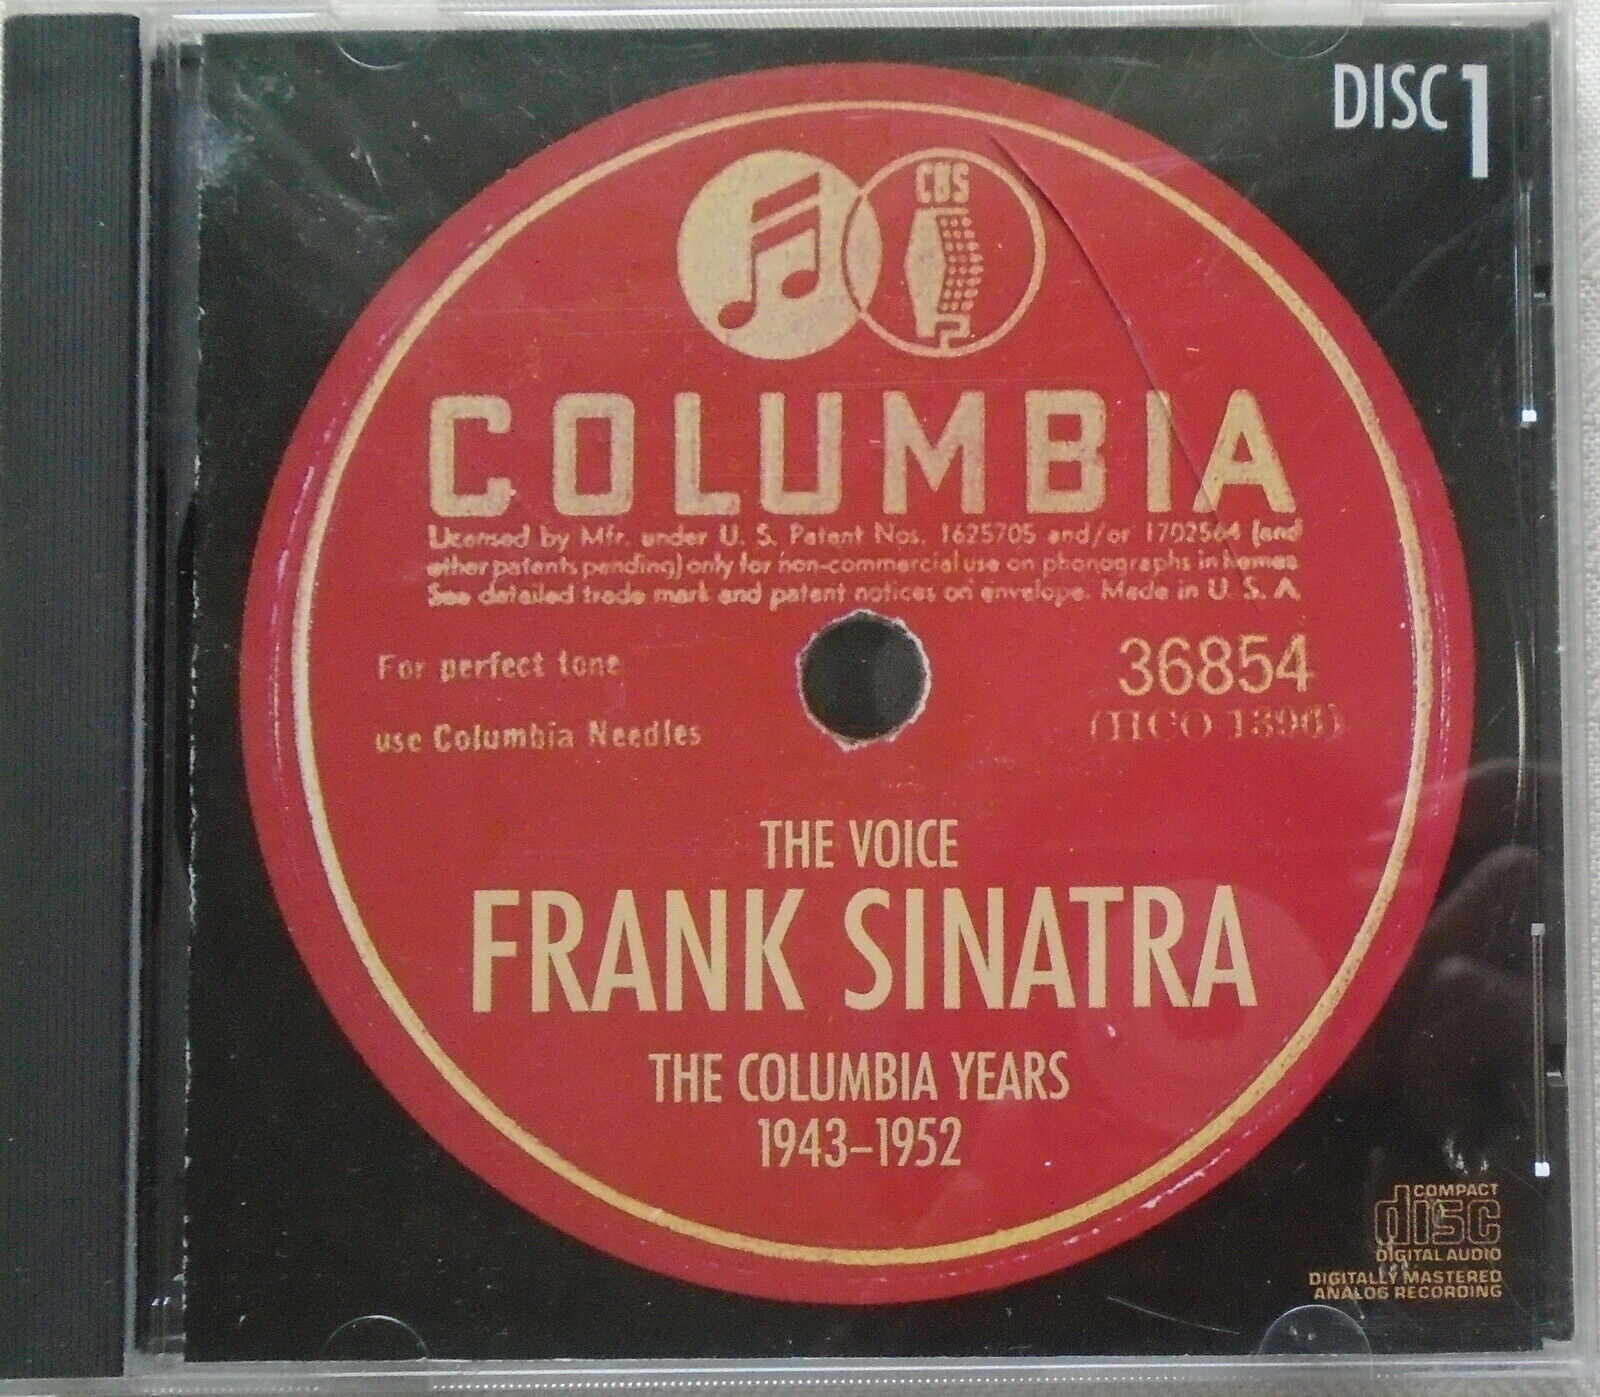 DISC 1
CBS
COLUMBIA
Licensed by Mfr. under U. S. Patent Nos. 1625705 and/or 1702564 (and
other patents pending) only for non-commercial use on phonographs in homes
See detailed trade mark and patent notices on envelope. Made in U. S. A.
For perfect tone
use Columbia Needles
36854
(HCO 1396)
THE VOICE
FRANK SINATRA
THE COLUMBIA YEARS
1943–1952
COMPACT
disc
DIGITAL AUDIO
DIGITALLY MASTERED
ANALOG RECORDING